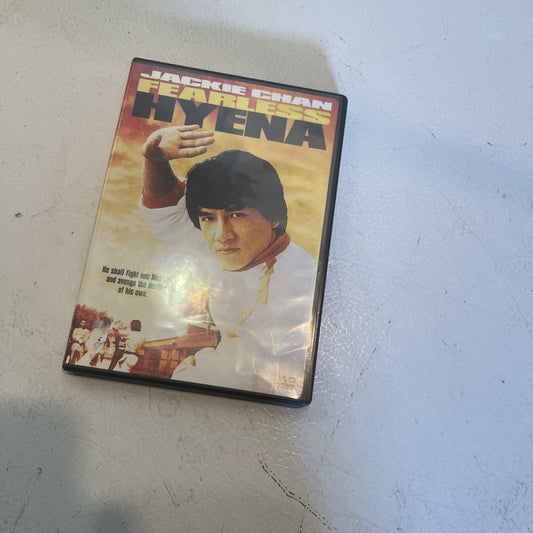 JACKIE CHAN
FEARLESS
HYENA
He shall fight one
and avenge the
of his own.